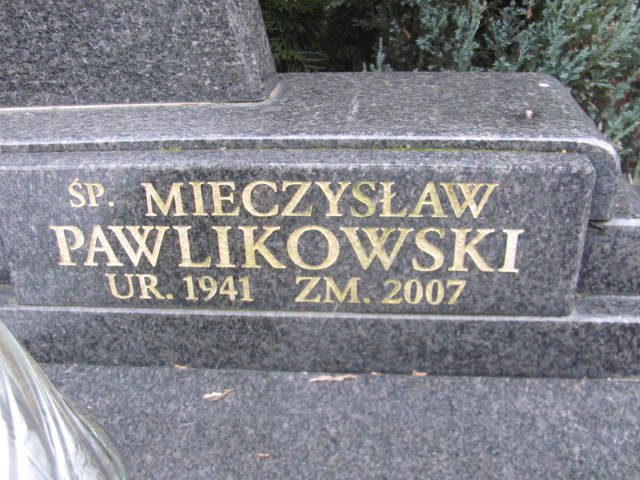 ŚP. MIECZYSŁAW
PAWLIKOWSKI
UR. 1941 ZM. 2007